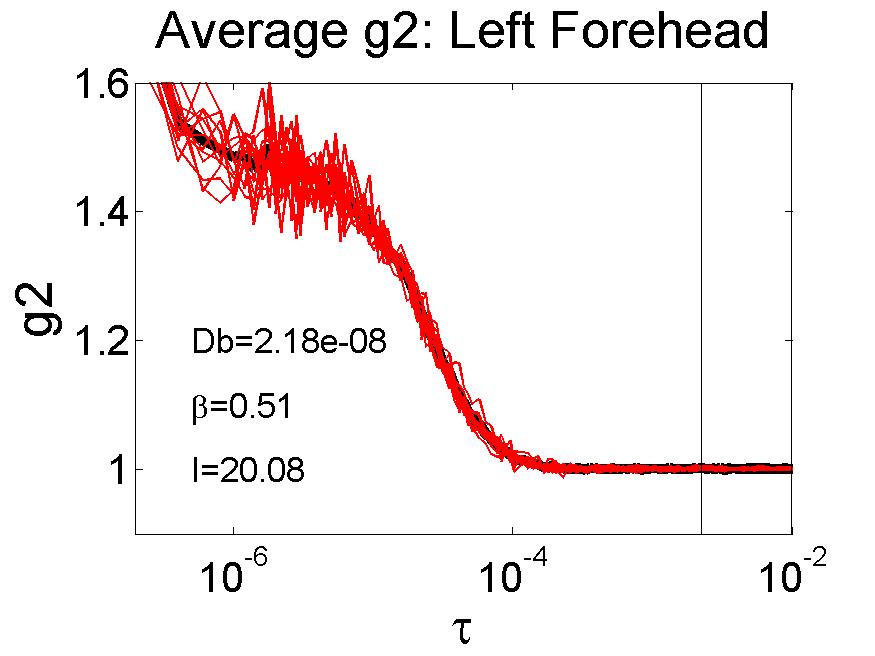 Average g2: Left Forehead
1.6
1.4
1.2
1
g2
Db=2.18e-08
β=0.51
I=20.08
10^-6
10^-4
10^-2
τ